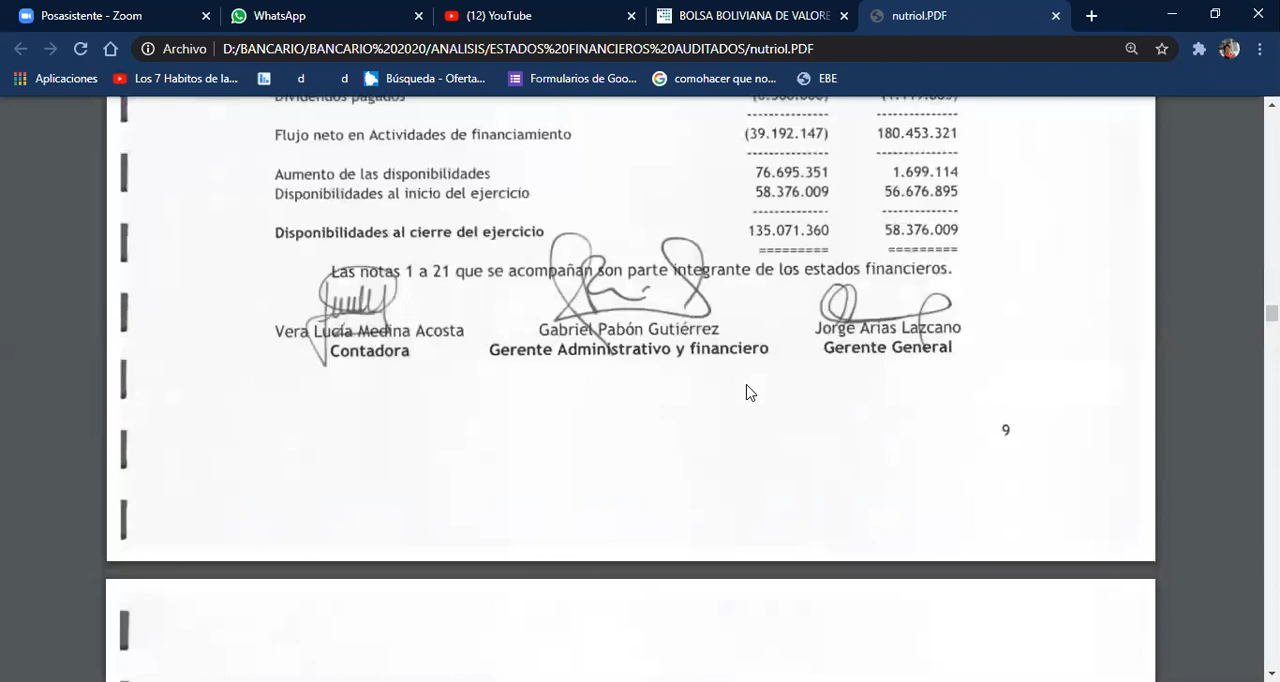 Posasistente - Zoom
WhatsApp
(12) YouTube
BOLSA BOLIVIANA DE VALORE
nutriol.PDF
Archivo
D:/BANCARIO/BANCARIO%202020/ANALISIS/ESTADOS%20FINANCIEROS%20AUDITADOS/nutriol.PDF
Aplicaciones
Los 7 Habitos de la...
d
d
Búsqueda - Oferta...
Formularios de Goo...
comohacer que no...
EBE
Dividendos pagados
Flujo neto en Actividades de financiamiento (39.192.147) 180.453.321
Aumento de las disponibilidades 76.695.351 1.699.114
Disponibilidades al inicio del ejercicio 58.376.009 56.676.895
Disponibilidades al cierre del ejercicio 135.071.360 58.376.009
Las notas 1 a 21 que se acompañan son parte integrante de los estados financieros.
Vera Lucía Medina Acosta
Contadora
Gabriel Pabón Gutiérrez
Gerente Administrativo y financiero
Jorge Arias Lazcano
Gerente General
9